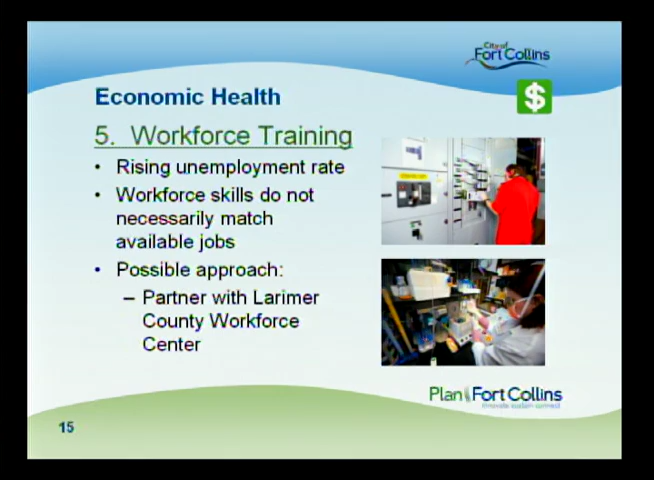 City of
Fort Collins
Economic Health
$
5. Workforce Training
• Rising unemployment rate
• Workforce skills do not
necessarily match
available jobs
• Possible approach:
– Partner with Larimer
County Workforce
Center
Plan Fort Collins
innovate sustain connect
15